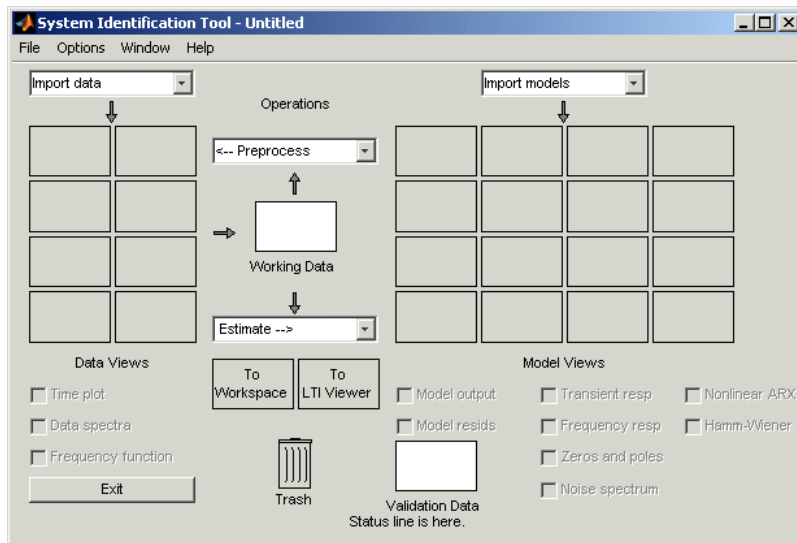 System Identification Tool - Untitled
File Options Window Help
Import data
Import models
Operations
<-- Preprocess
Working Data
Estimate -->
Data Views
To Workspace
To LTI Viewer
Model Views
Time plot
Data spectra
Frequency function
Exit
Trash
Model output
Model resids
Transient resp
Frequency resp
Zeros and poles
Noise spectrum
Nonlinear ARX
Hamm-Wiener
Validation Data
Status line is here.